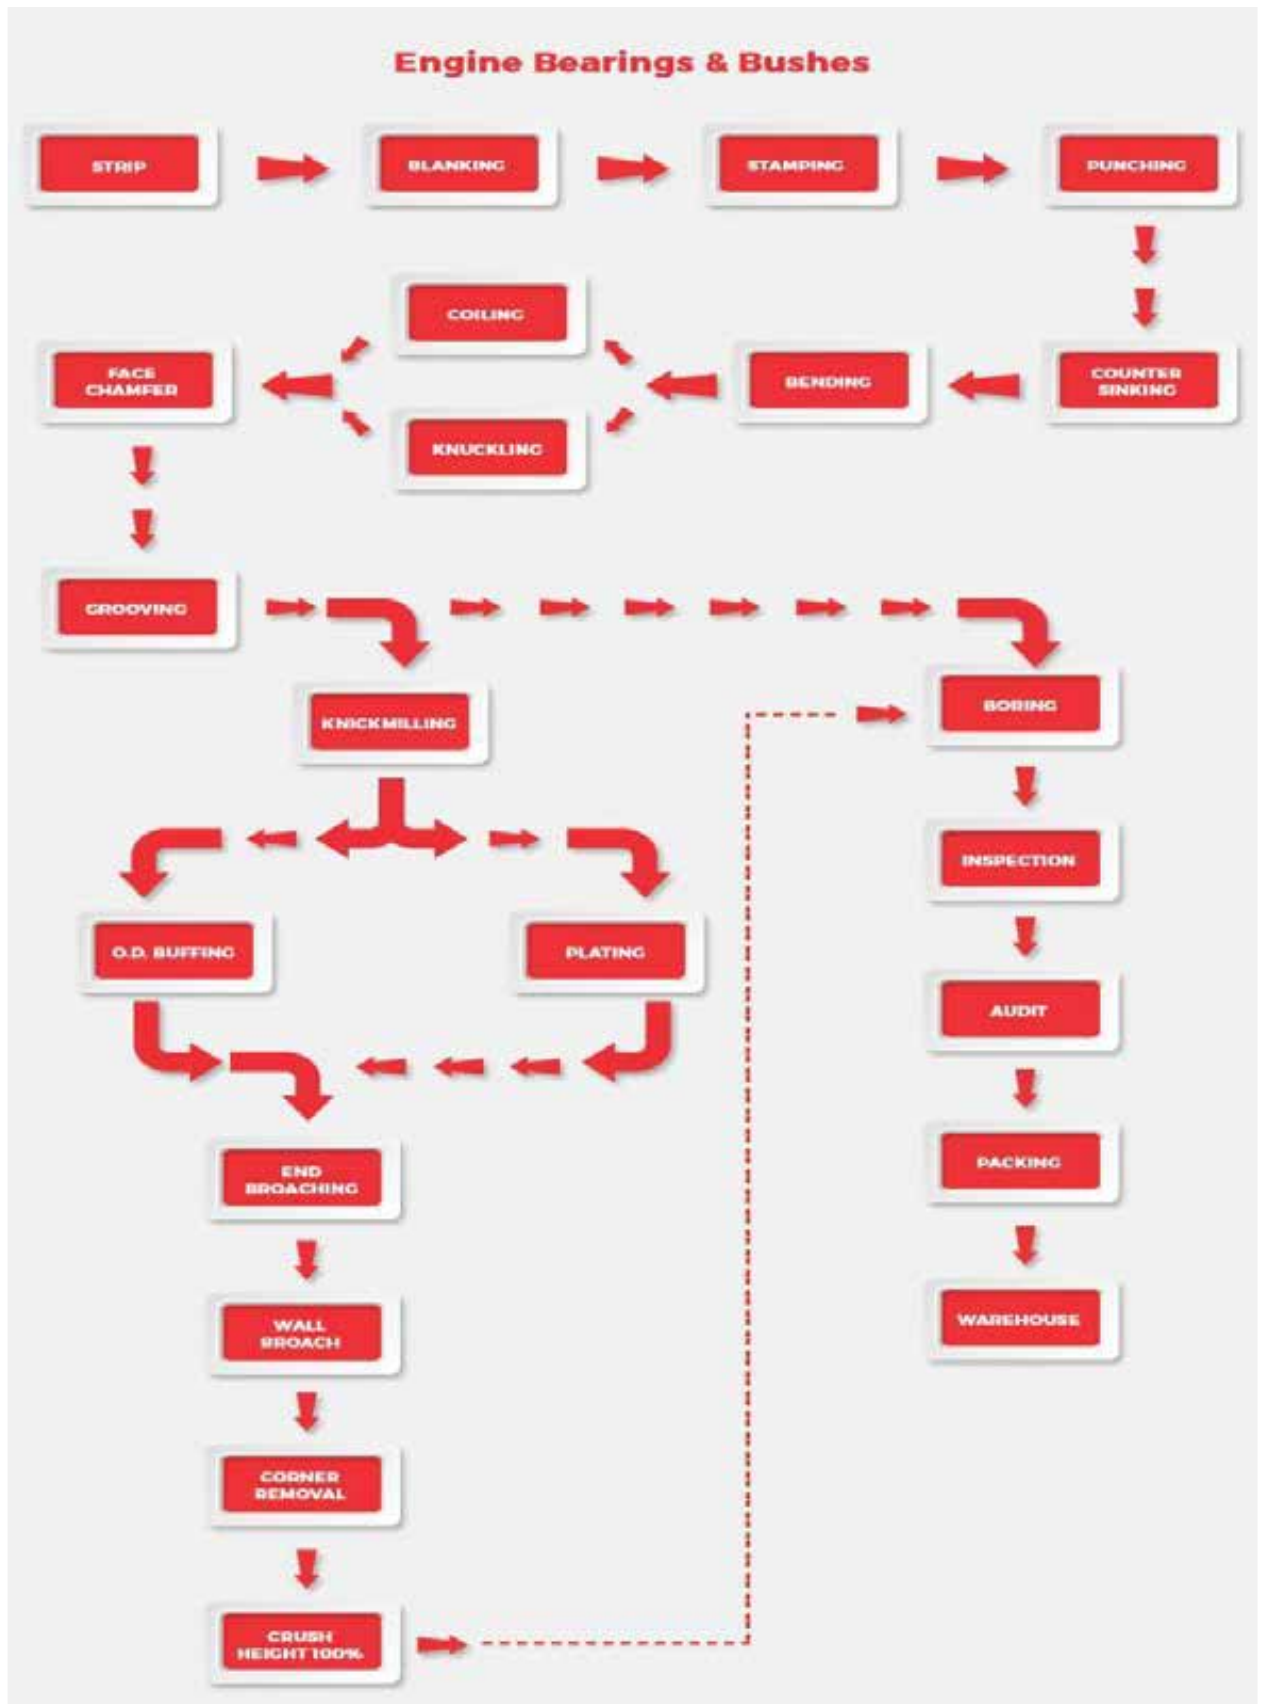 Engine Bearings & Bushes
STRIP
BLANKING
STAMPING
PUNCHING
COILING
FACE
CHAMFER
BENDING
COUNTER
SINKING
KNUCKLING
GROOVING
KNICKMILLING
BORING
INSPECTION
O.D. BUFFING
PLATING
AUDIT
END
BROACHING
PACKING
WALL
BROACH
WAREHOUSE
CORNER
REMOVAL
CRUSH
HEIGHT 100%